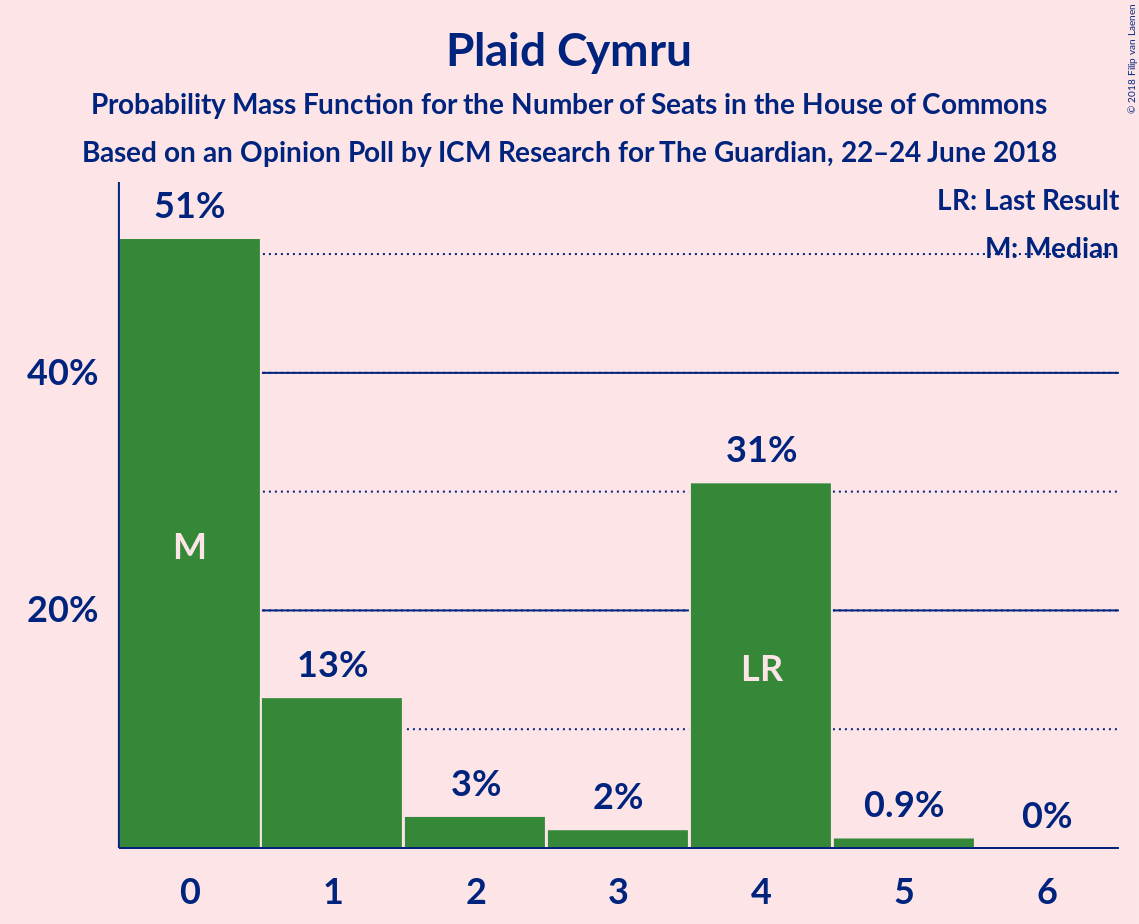 Plaid Cymru
Probability Mass Function for the Number of Seats in the House of Commons
Based on an Opinion Poll by ICM Research for The Guardian, 22–24 June 2018
© 2018 Filip van Laenen
LR: Last Result
M: Median
51%
40%
31%
M
20%
13%
LR
3%
2%
0.9%
0%
0 1 2 3 4 5 6